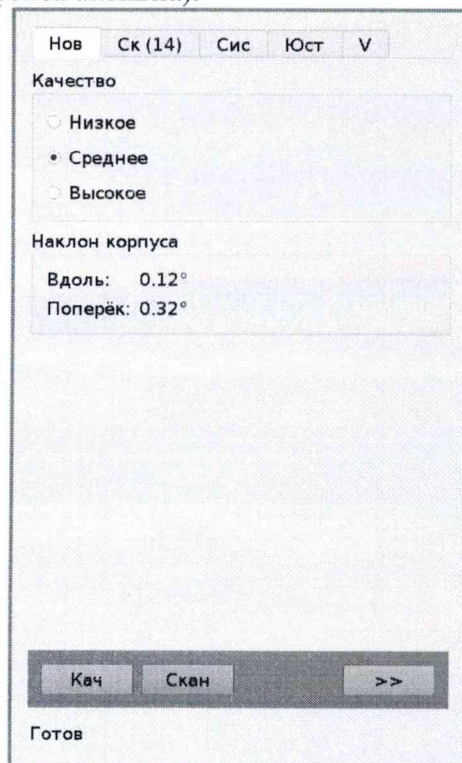 Нов Ск (14) Сис Юст V
Качество
Низкое
Среднее
Высокое
Наклон корпуса
Вдоль: 0.12°
Поперёк: 0.32°
Кач Скан >>
Готов